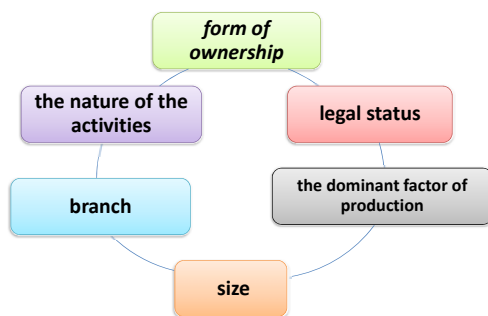 form of
ownership
the nature of the
activities
legal status
branch
the dominant factor of
production
size